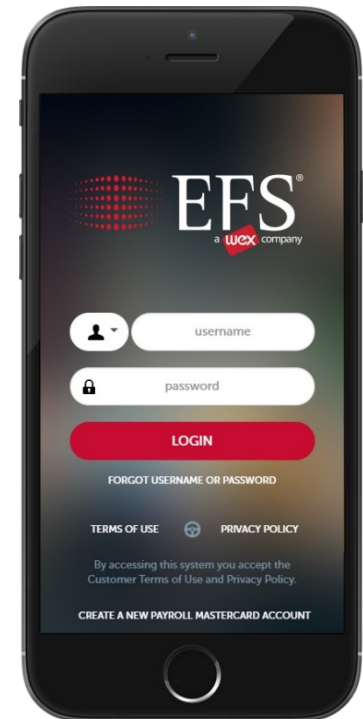 EFS®
a wex company
username
password
LOGIN
FORGOT USERNAME OR PASSWORD
TERMS OF USE PRIVACY POLICY
By accessing this system you accept the
Customer Terms of Use and Privacy Policy.
CREATE A NEW PAYROLL MASTERCARD ACCOUNT